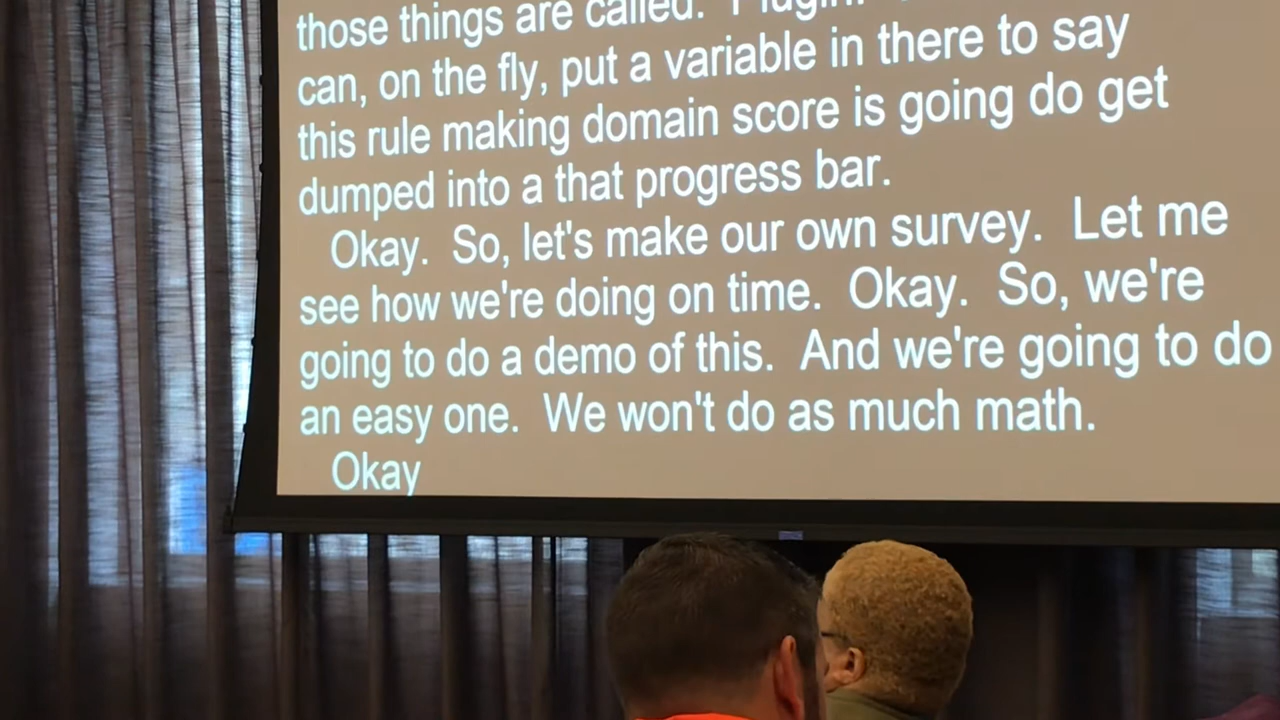 those things are called.
can, on the fly, put a variable in there to say
this rule making domain score is going do get
dumped into a that progress bar.
Okay. So, let's make our own survey. Let me
see how we're doing on time. Okay. So, we're
going to do a demo of this. And we're going to do
an easy one. We won't do as much math.
Okay